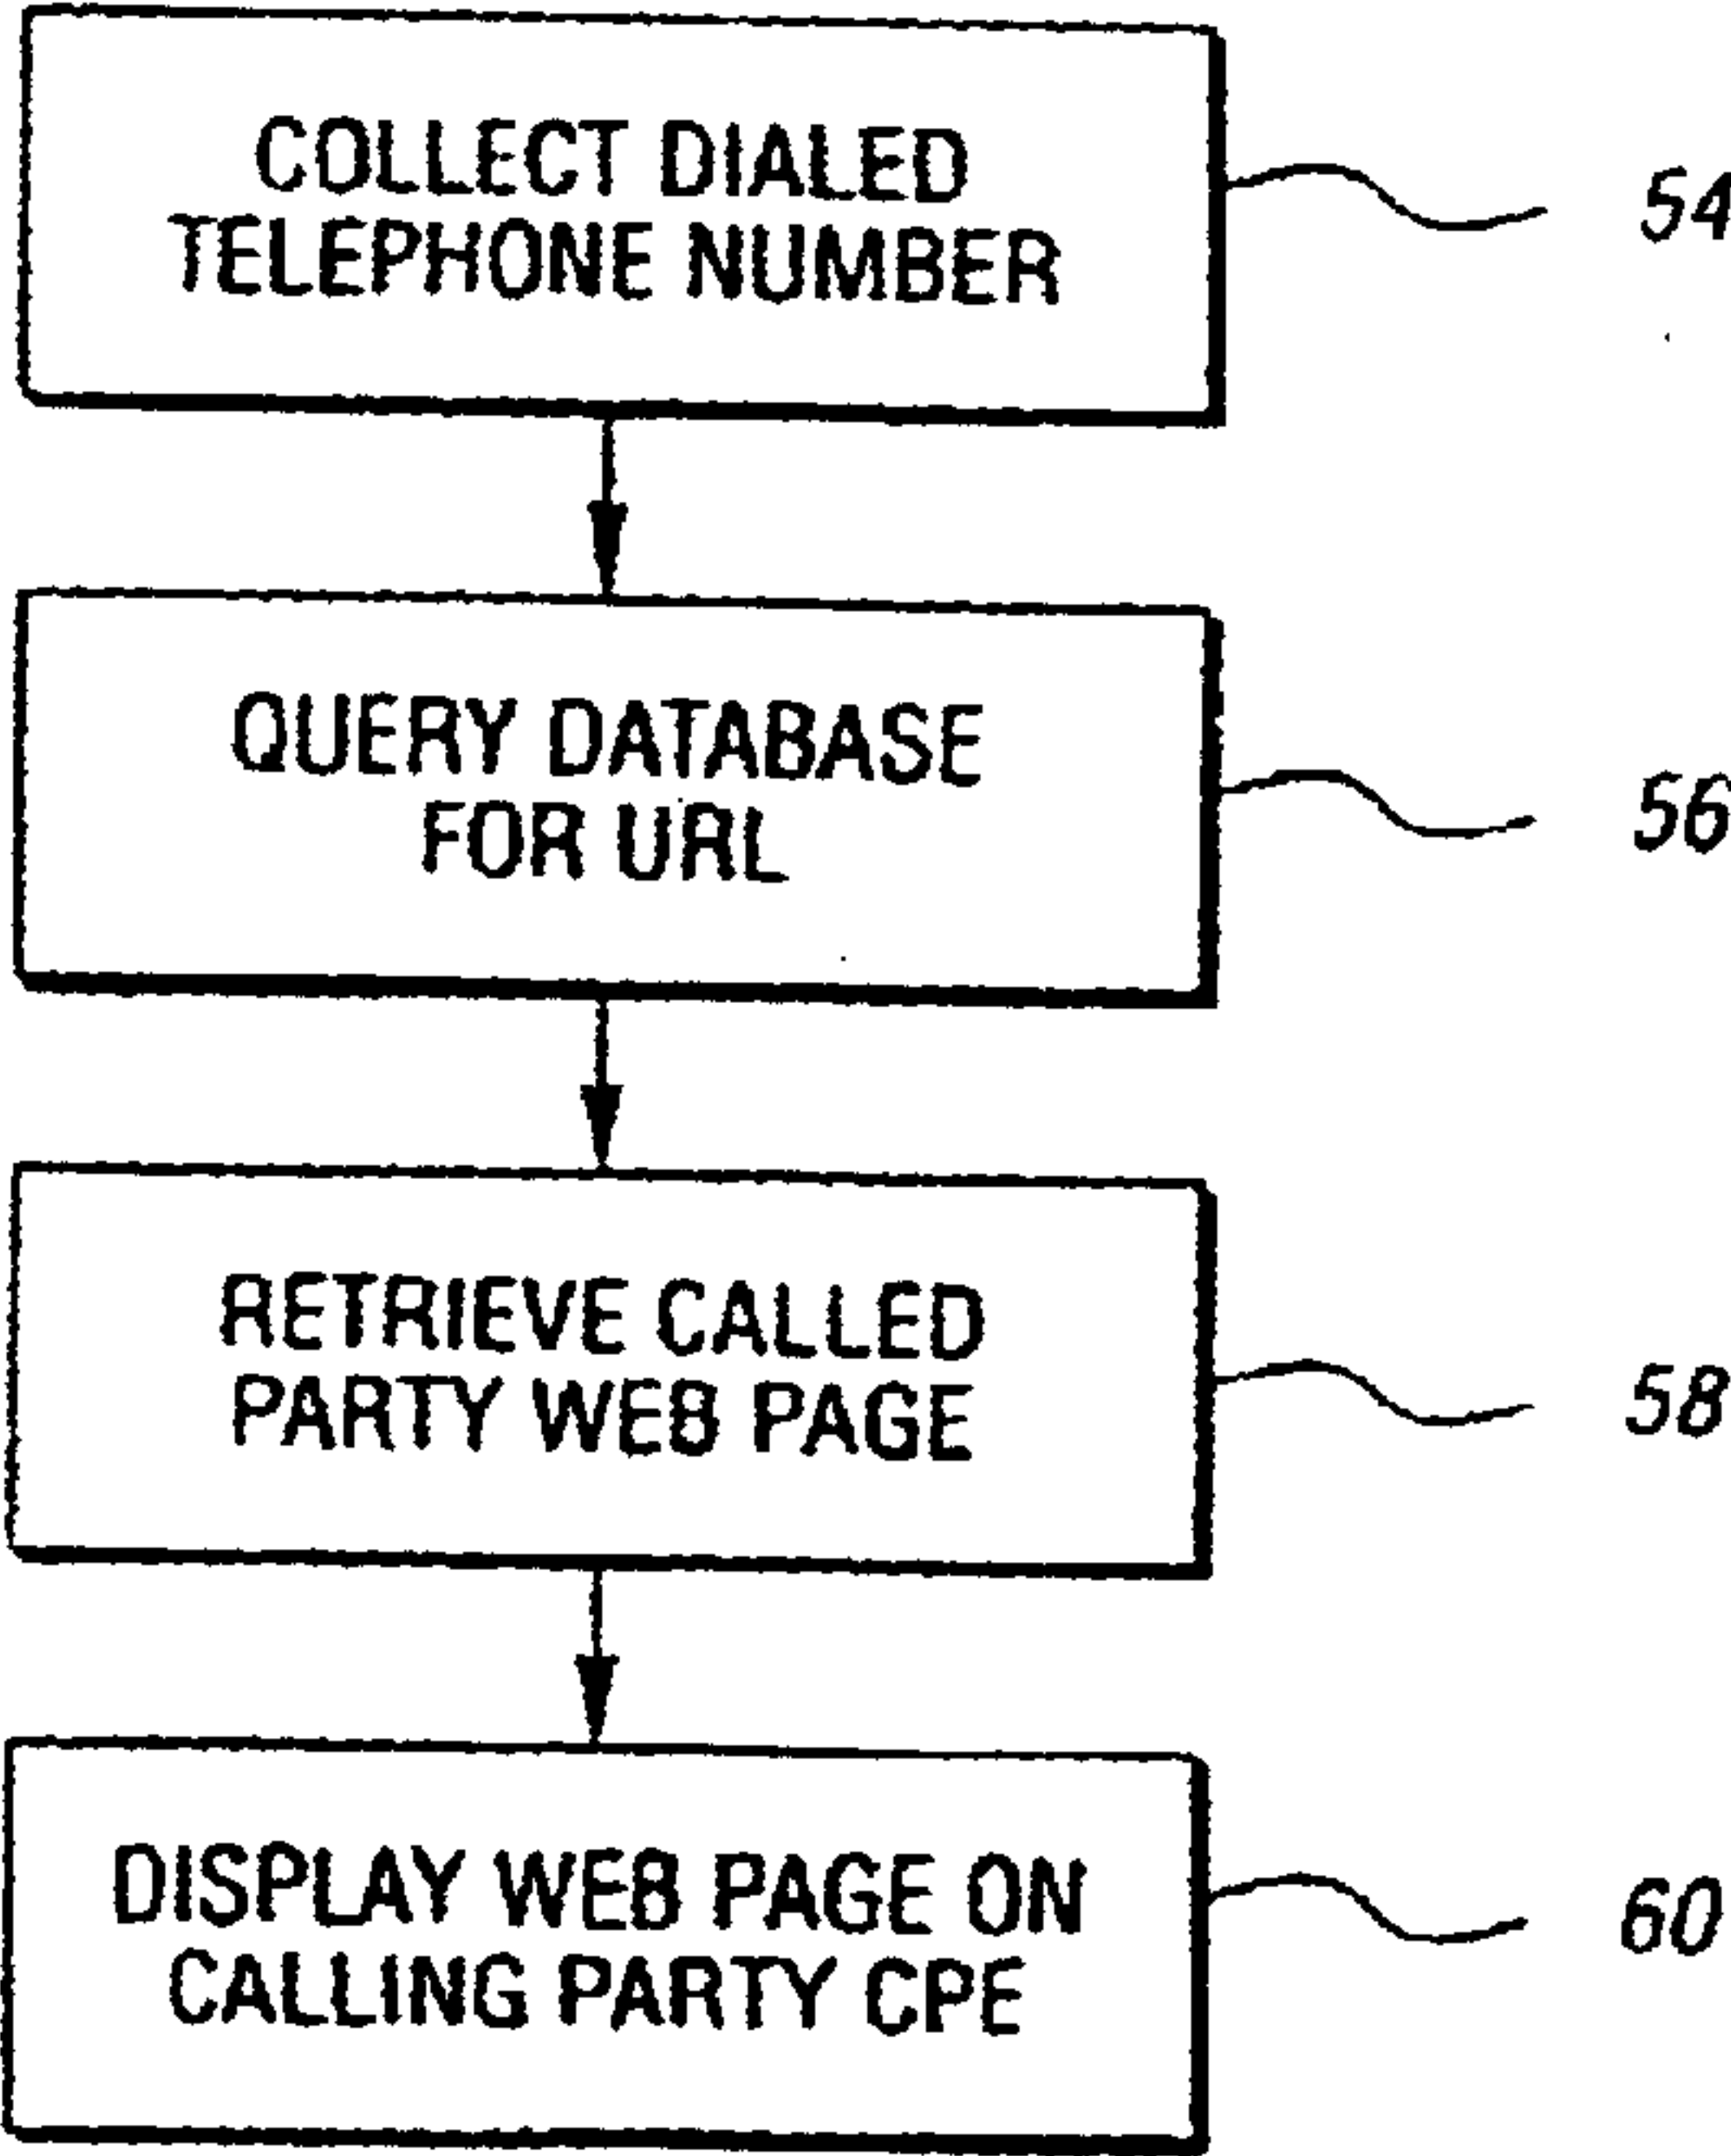 COLLECT DIALED
TELEPHONE NUMBER
54
QUERY DATABASE
FOR URL
56
RETRIEVE CALLED
PARTY WEB PAGE
58
DISPLAY WEB PAGE ON
CALLING PARTY CPE
60